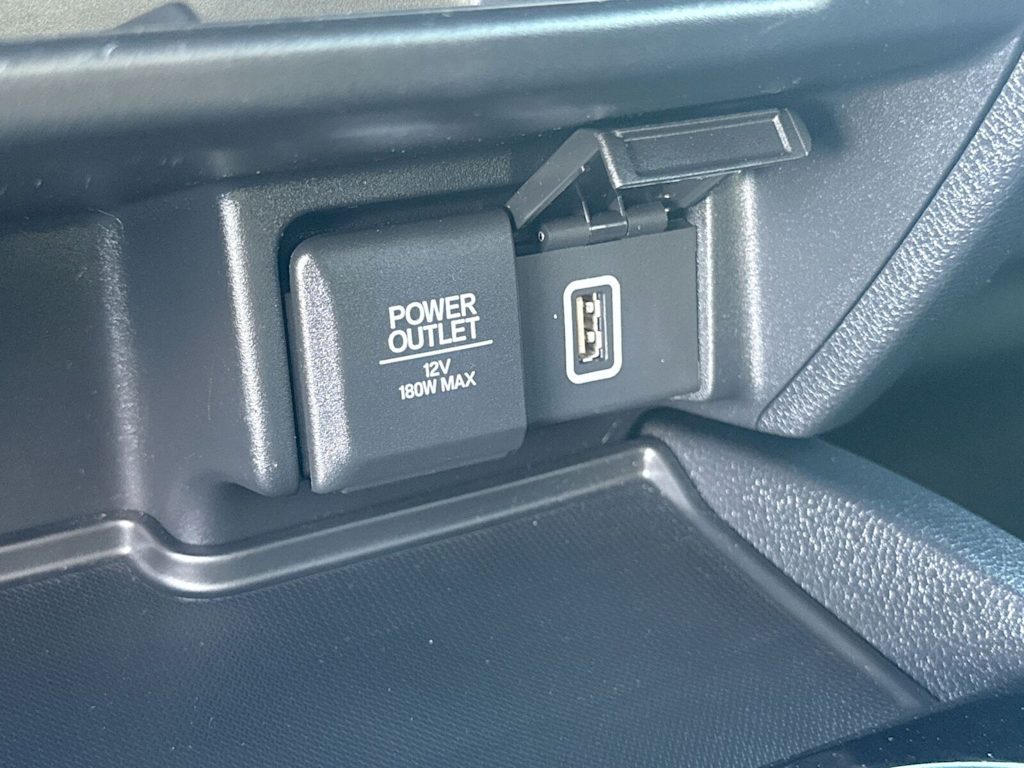 POWER
OUTLET
12V
180W MAX